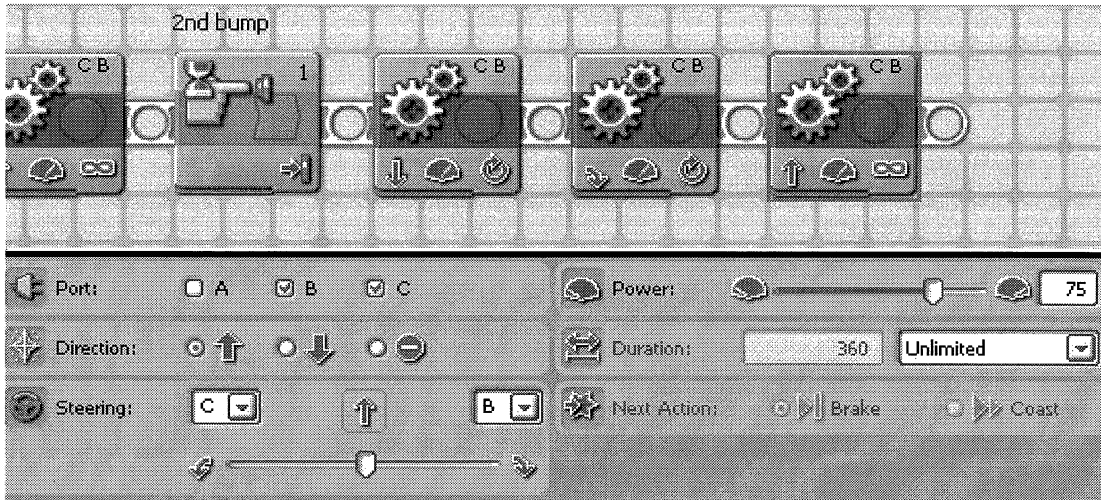 2nd bump
C B
1
C B
C B
C B
Port: A B C
Power: 75
Direction:
Duration: 360 Unlimited
Steering: C B
Next Action: Brake Coast